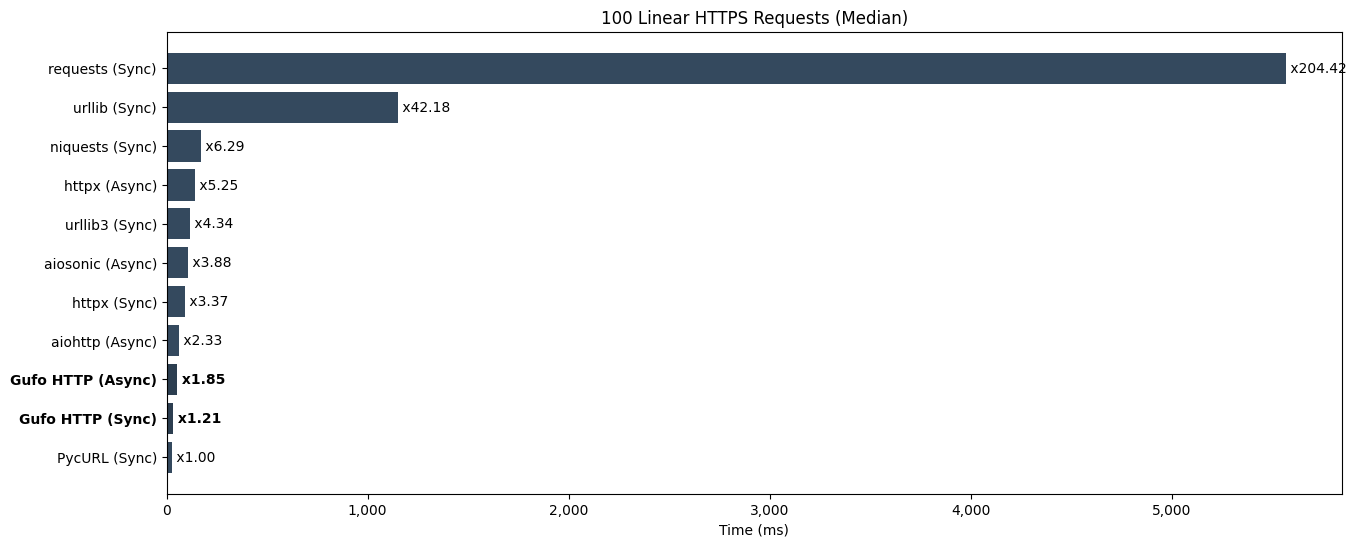 100 Linear HTTPS Requests (Median)
requests (Sync) x204.42
urllib (Sync) x42.18
niquests (Sync) x6.29
httpx (Async) x5.25
urllib3 (Sync) x4.34
aiosonic (Async) x3.88
httpx (Sync) x3.37
aiohttp (Async) x2.33
Gufo HTTP (Async) x1.85
Gufo HTTP (Sync) x1.21
PycURL (Sync) x1.00
0 1,000 2,000 3,000 4,000 5,000
Time (ms)